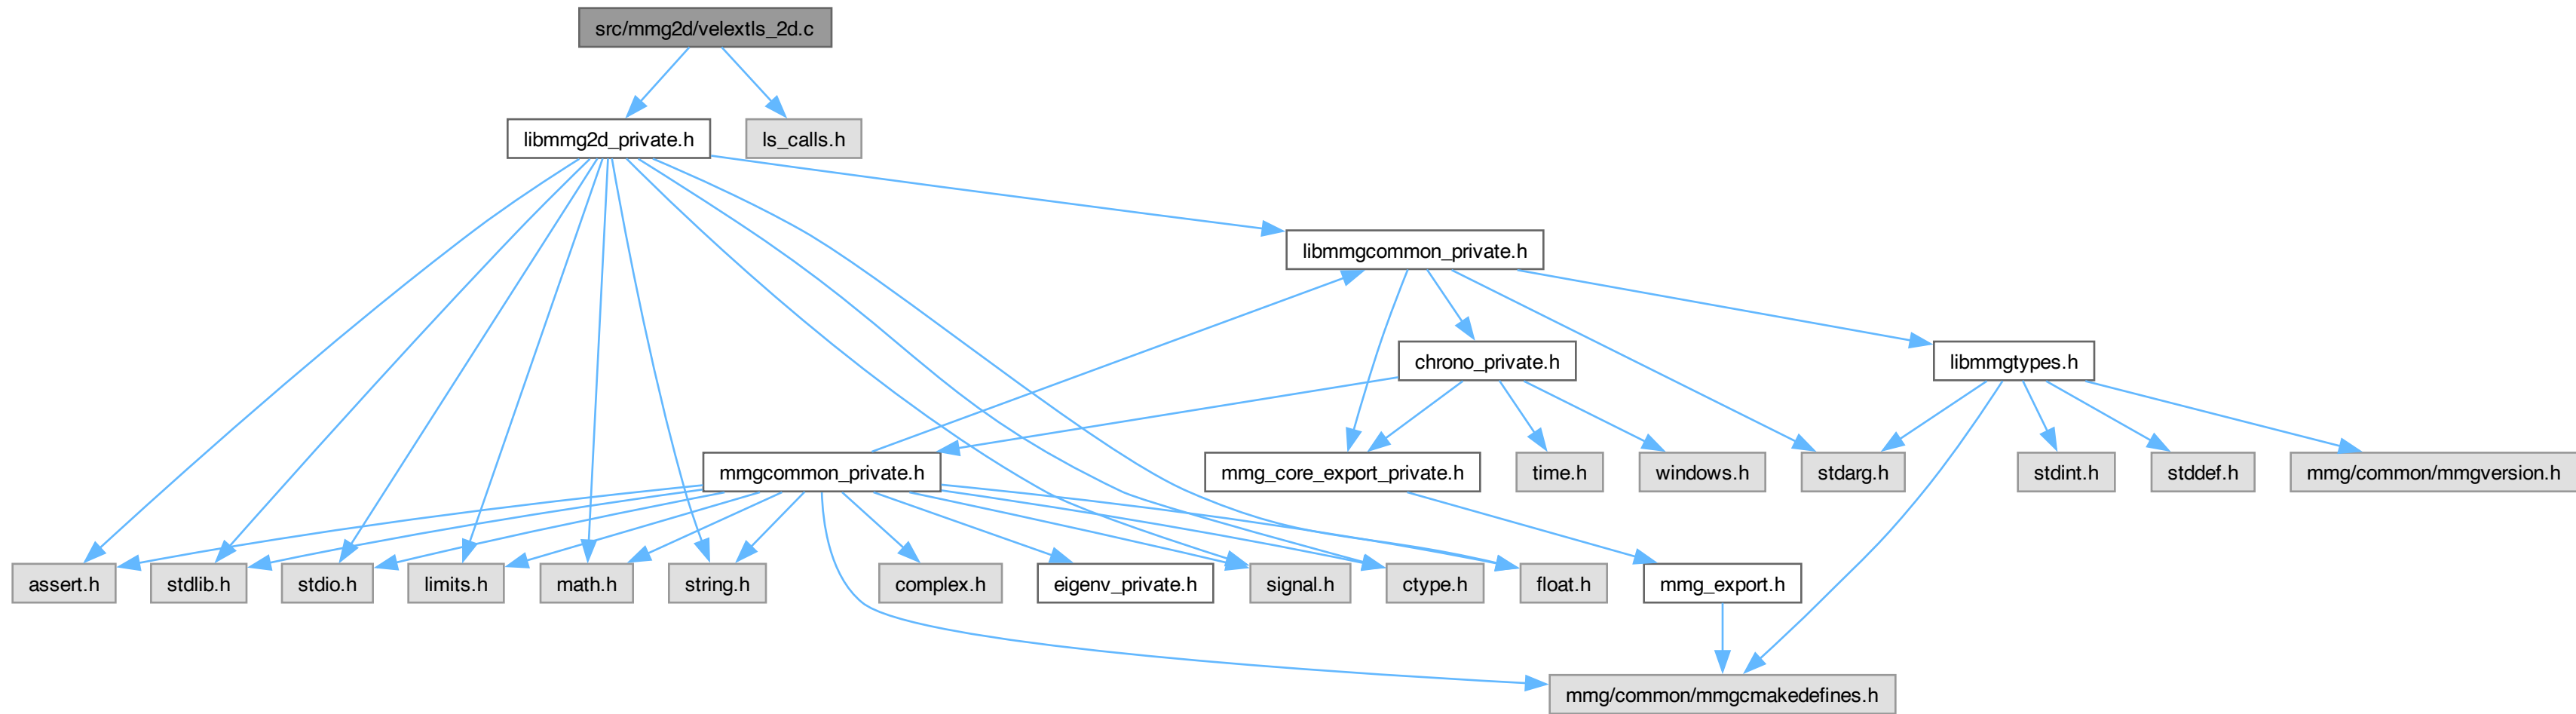 src/mmg2d/velextls_2d.c
libmmg2d_private.h
ls_calls.h
libmmgcommon_private.h
chrono_private.h
libmmgtypes.h
mmgcommon_private.h
mmg_core_export_private.h
time.h
windows.h
stdarg.h
stdint.h
stddef.h
mmg/common/mmgversion.h
assert.h
stdlib.h
stdio.h
limits.h
math.h
string.h
complex.h
eigenv_private.h
signal.h
ctype.h
float.h
mmg_export.h
mmg/common/mmgcmakedefines.h